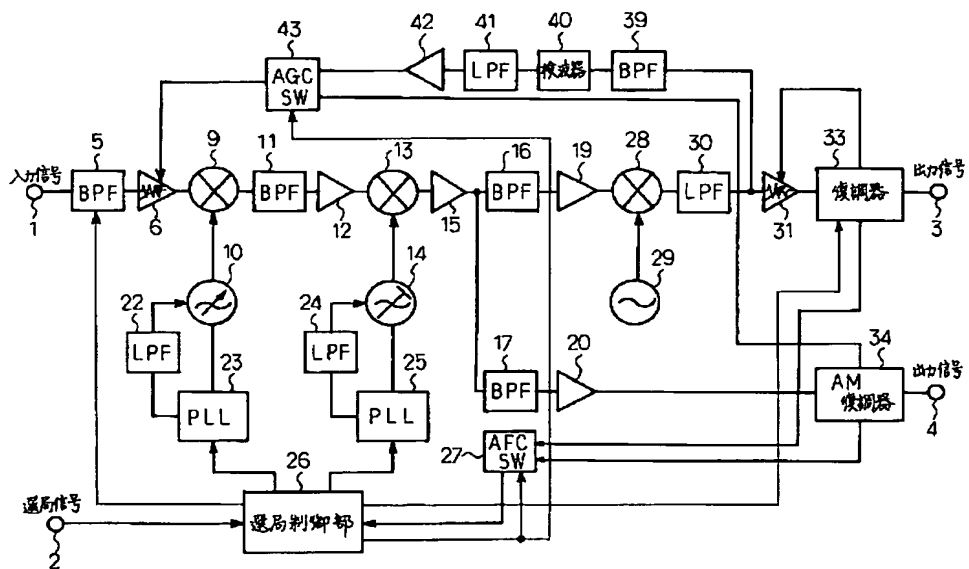 43
42
41
40
39
AGC
SW
LPF
検波器
BPF
5
9
11
13
16
19
28
30
33
入力信号
BPF
BPF
BPF
LPF
復調器
出力信号
1
6
12
15
31
3
10
14
29
22
24
34
LPF
23
LPF
25
17
20
AM
復調器
出力信号
PLL
PLL
BPF
4
27
AFC
SW
26
選局信号
選局制御部
2